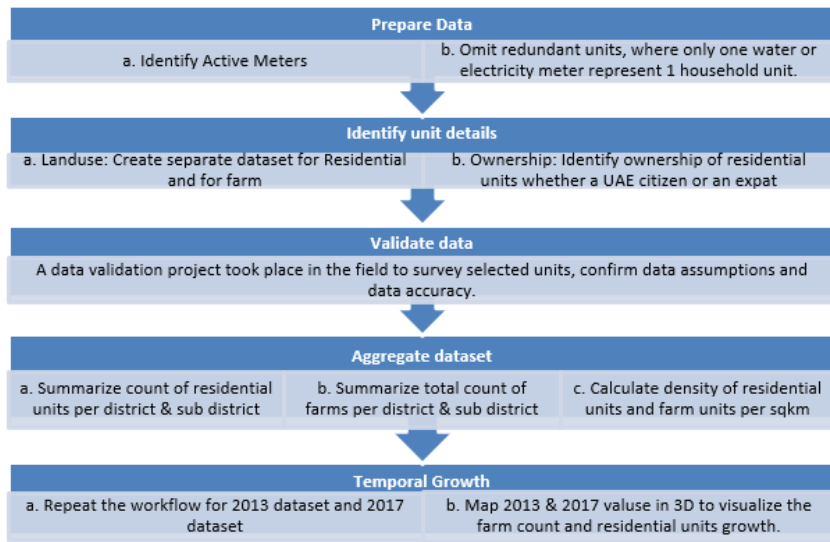 Prepare Data
a. Identify Active Meters
b. Omit redundant units, where only one water or
electricity meter represent 1 household unit.
Identify unit details
a. Landuse: Create separate dataset for Residential
and for farm
b. Ownership: Identify ownership of residential
units whether a UAE citizen or an expat
Validate data
A data validation project took place in the field to survey selected units, confirm data assumptions and
data accuracy.
Aggregate dataset
a. Summarize count of residential
units per district & sub district
b. Summarize total count of
farms per district & sub district
c. Calculate density of residential
units and farm units per sqkm
Temporal Growth
a. Repeat the workflow for 2013 dataset and 2017
dataset
b. Map 2013 & 2017 valuse in 3D to visualize the
farm count and residential units growth.